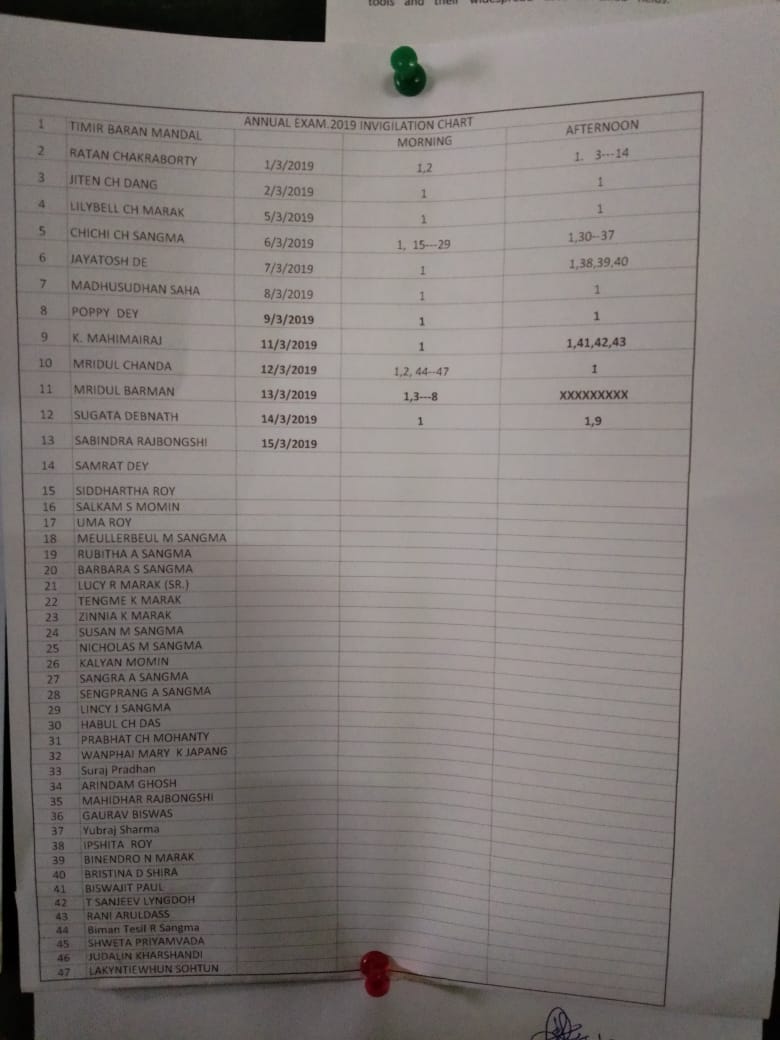 ANNUAL EXAM.2019 INVIGILATION CHART
1 TIMIR BARAN MANDAL MORNING AFTERNOON
2 RATAN CHAKRABORTY 1/3/2019 1,2 1. 3---14
3 JITEN CH DANG 2/3/2019 1 1
4 LILYBELL CH MARAK 5/3/2019 1 1
5 CHICHI CH SANGMA 6/3/2019 1, 15---29 1,30--37
6 JAYATOSH DE 7/3/2019 1 1,38,39,40
7 MADHUSUDHAN SAHA 8/3/2019 1 1
8 POPPY DEY 9/3/2019 1 1
9 K. MAHIMAIRAJ 11/3/2019 1 1,41,42,43
10 MRIDUL CHANDA 12/3/2019 1,2, 44--47 1
11 MRIDUL BARMAN 13/3/2019 1,3---8 XXXXXXXXX
12 SUGATA DEBNATH 14/3/2019 1 1,9
13 SABINDRA RAJBONGSHI 15/3/2019
14 SAMRAT DEY
15 SIDDHARTHA ROY
16 SALKAM S MOMIN
17 UMA ROY
18 MEULLERBEUL M SANGMA
19 RUBITHA A SANGMA
20 BARBARA S SANGMA
21 LUCY R MARAK (SR.)
22 TENGME K MARAK
23 ZINNIA K MARAK
24 SUSAN M SANGMA
25 NICHOLAS M SANGMA
26 KALYAN MOMIN
27 SANGRA A SANGMA
28 SENGPRANG A SANGMA
29 LINCY J SANGMA
30 HABUL CH DAS
31 PRABHAT CH MOHANTY
32 WANPHAI MARY K JAPANG
33 Suraj Pradhan
34 ARINDAM GHOSH
35 MAHIDHAR RAJBONGSHI
36 GAURAV BISWAS
37 Yubraj Sharma
38 IPSHITA ROY
39 BINENDRO N MARAK
40 BRISTINA D SHIRA
41 BISWAJIT PAUL
42 T SANJEEV LYNGDOH
43 RANI ARULDASS
44 Biman Tesil R Sangma
45 SHWETA PRIYAMVADA
46 JUDALIN KHARSHANDI
47 LAKYNTIEWHUN SOHTUN